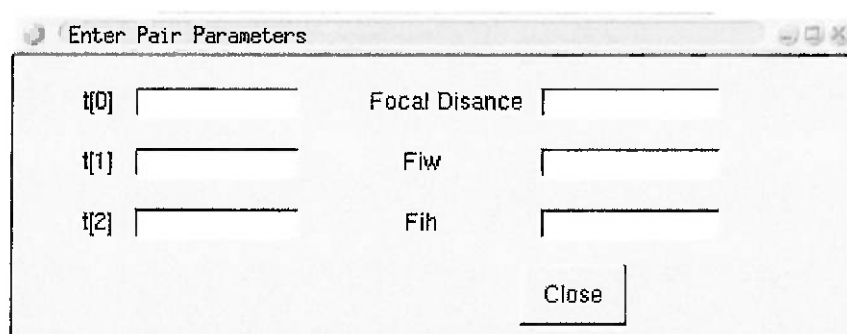 Enter Pair Parameters
t[0] Focal Disance
t[1] Fiw
t[2] Fih
Close